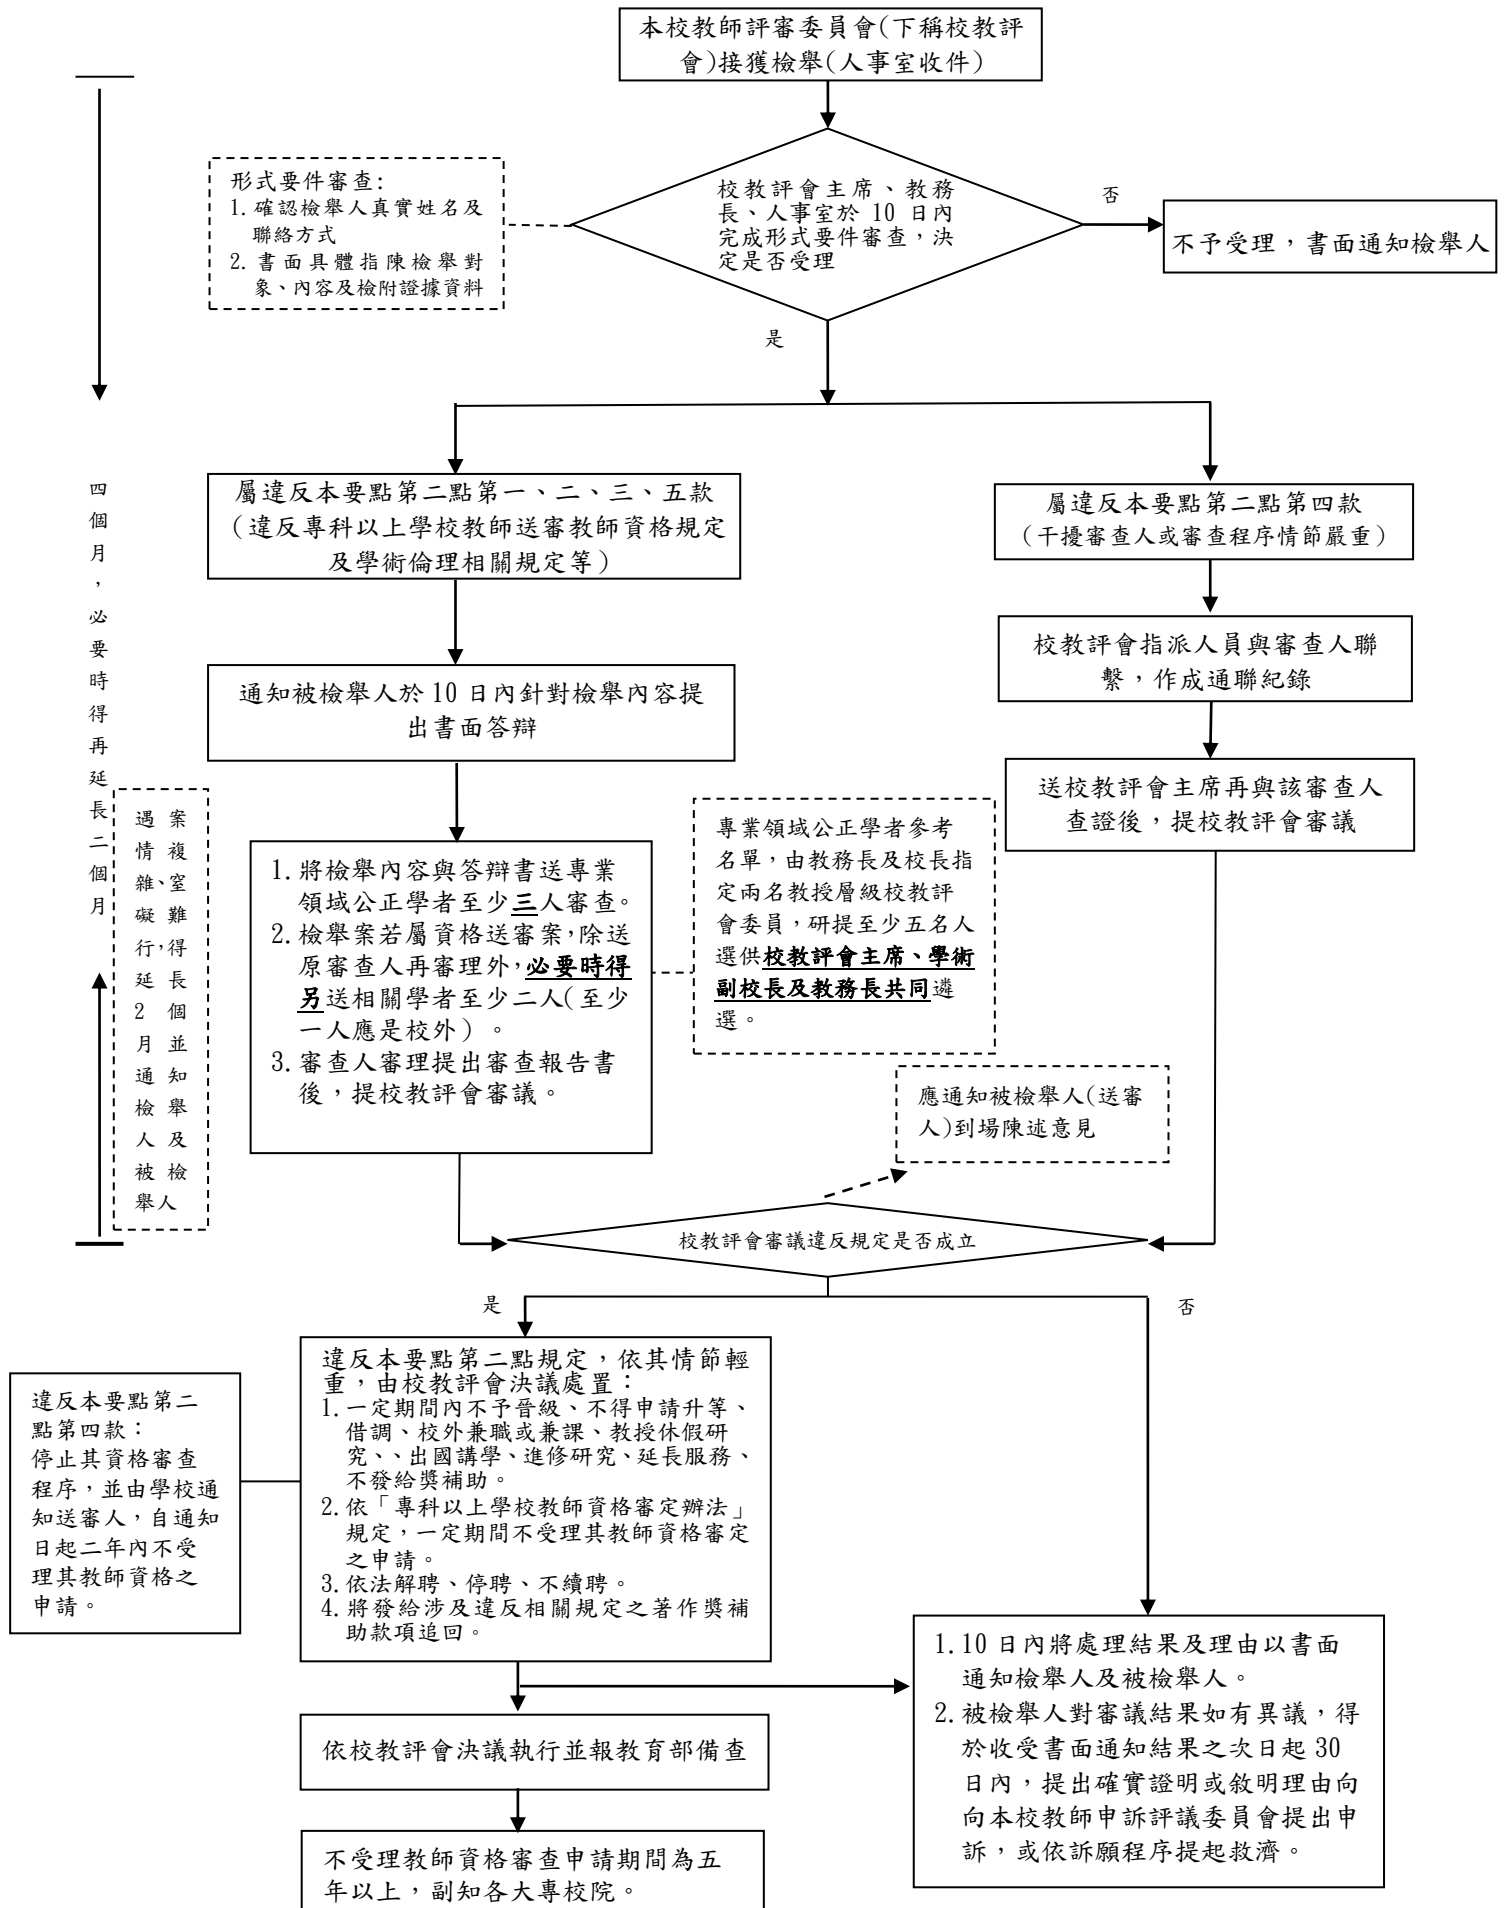 本校教師評審委員會(下稱校教評
會)接獲檢舉(人事室收件)
形式要件審查:
1. 確認檢舉人真實姓名及
聯絡方式
2. 書面具體指陳檢舉對
象、內容及檢附證據資料
校教評會主席、教務
長、人事室於 10 日內
完成形式要件審查，決
定是否受理
否
不予受理，書面通知檢舉人
是
四個月，必要時得再延長二個月
屬違反本要點第二點第一、二、三、五款
（違反專科以上學校教師送審教師資格規定
及學術倫理相關規定等）
屬違反本要點第二點第四款
（干擾審查人或審查程序情節嚴重）
通知被檢舉人於 10 日內針對檢舉內容提
出書面答辯
校教評會指派人員與審查人聯
繫，作成通聯紀錄
送校教評會主席再與該審查人
查證後，提校教評會審議
遇案
情複
雜、窒
礙難
行，得
延長
2 個
月並
通知
檢舉
人及
被檢
舉人
1. 將檢舉內容與答辯書送專業
領域公正學者至少三人審查。
2. 檢舉案若屬資格送審案，除送
原審查人再審理外，必要時得
另送相關學者至少二人(至少
一人應是校外）。
3. 審查人審理提出審查報告書
後，提校教評會審議。
專業領域公正學者參考
名單，由教務長及校長指
定兩名教授層級校教評
會委員，研提至少五名人
選供校教評會主席、學術
副校長及教務長共同遴
選。
應通知被檢舉人(送審
人)到場陳述意見
校教評會審議違反規定是否成立
是
否
違反本要點第二
點第四款：
停止其資格審查
程序，並由學校通
知送審人，自通知
日起二年內不受
理其教師資格之
申請。
違反本要點第二點規定，依其情節輕
重，由校教評會決議處置：
1. 一定期間內不予晉級、不得申請升等、
借調、校外兼職或兼課、教授休假研
究、、出國講學、進修研究、延長服務、
不發給獎補助。
2. 依「專科以上學校教師資格審定辦法」
規定，一定期間不受理其教師資格審定
之申請。
3. 依法解聘、停聘、不續聘。
4. 將發給涉及違反相關規定之著作獎補
助款項追回。
依校教評會決議執行並報教育部備查
不受理教師資格審查申請期間為五
年以上，副知各大專校院。
1. 10 日內將處理結果及理由以書面
通知檢舉人及被檢舉人。
2. 被檢舉人對審議結果如有異議，得
於收受書面通知結果之次日起 30
日內，提出確實證明或敘明理由向
向本校教師申訴評議委員會提出申
訴，或依訴願程序提起救濟。